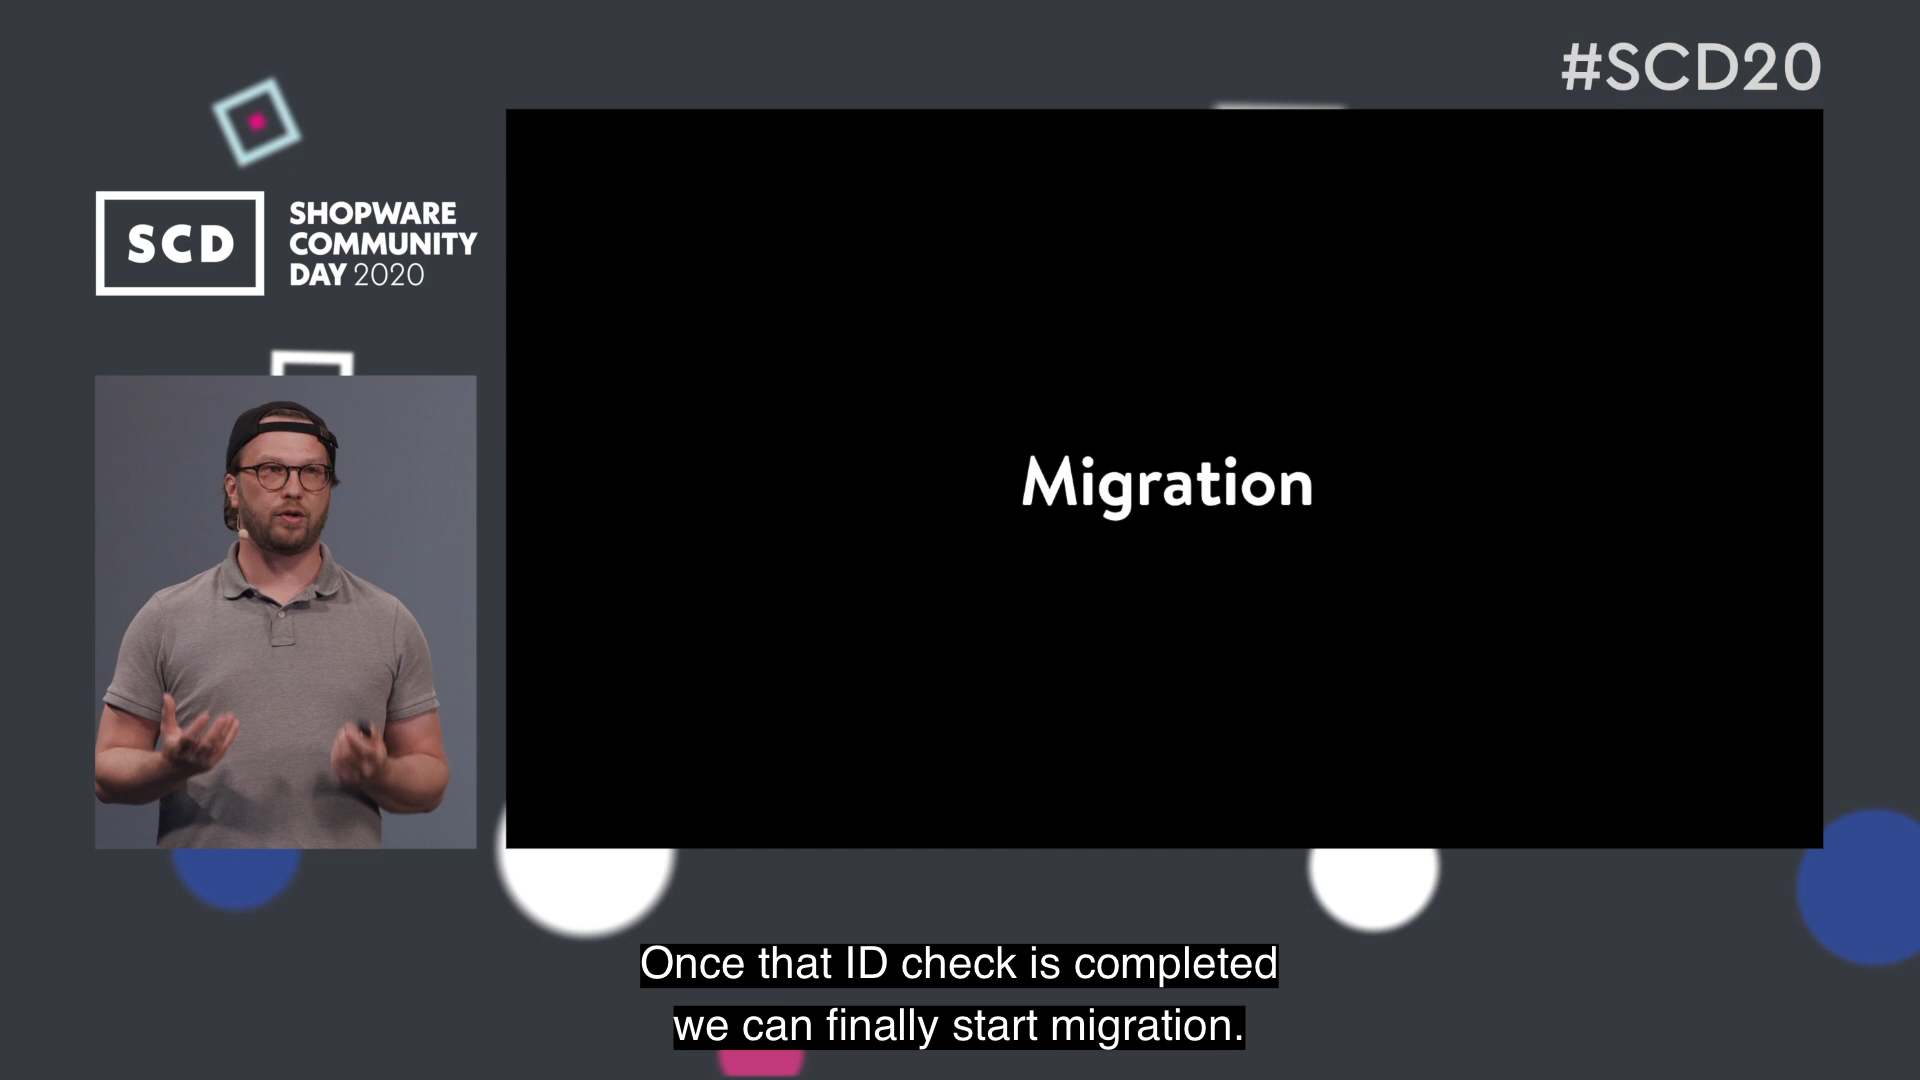 #SCD20
SCD
SHOPWARE
COMMUNITY
DAY 2020
Migration
Once that ID check is completed
we can finally start migration.